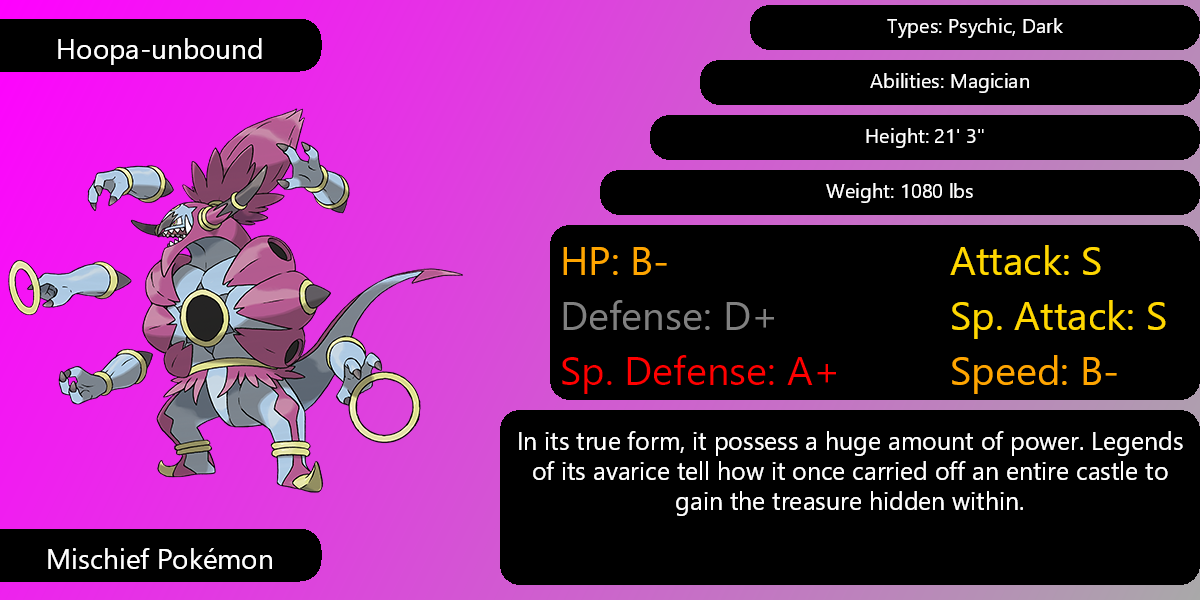 Hoopa-unbound
Types: Psychic, Dark
Abilities: Magician
Height: 21' 3"
Weight: 1080 lbs
HP: B-
Attack: S
Defense: D+
Sp. Attack: S
Sp. Defense: A+
Speed: B-
In its true form, it possess a huge amount of power. Legends
of its avarice tell how it once carried off an entire castle to
gain the treasure hidden within.
Mischief Pokémon